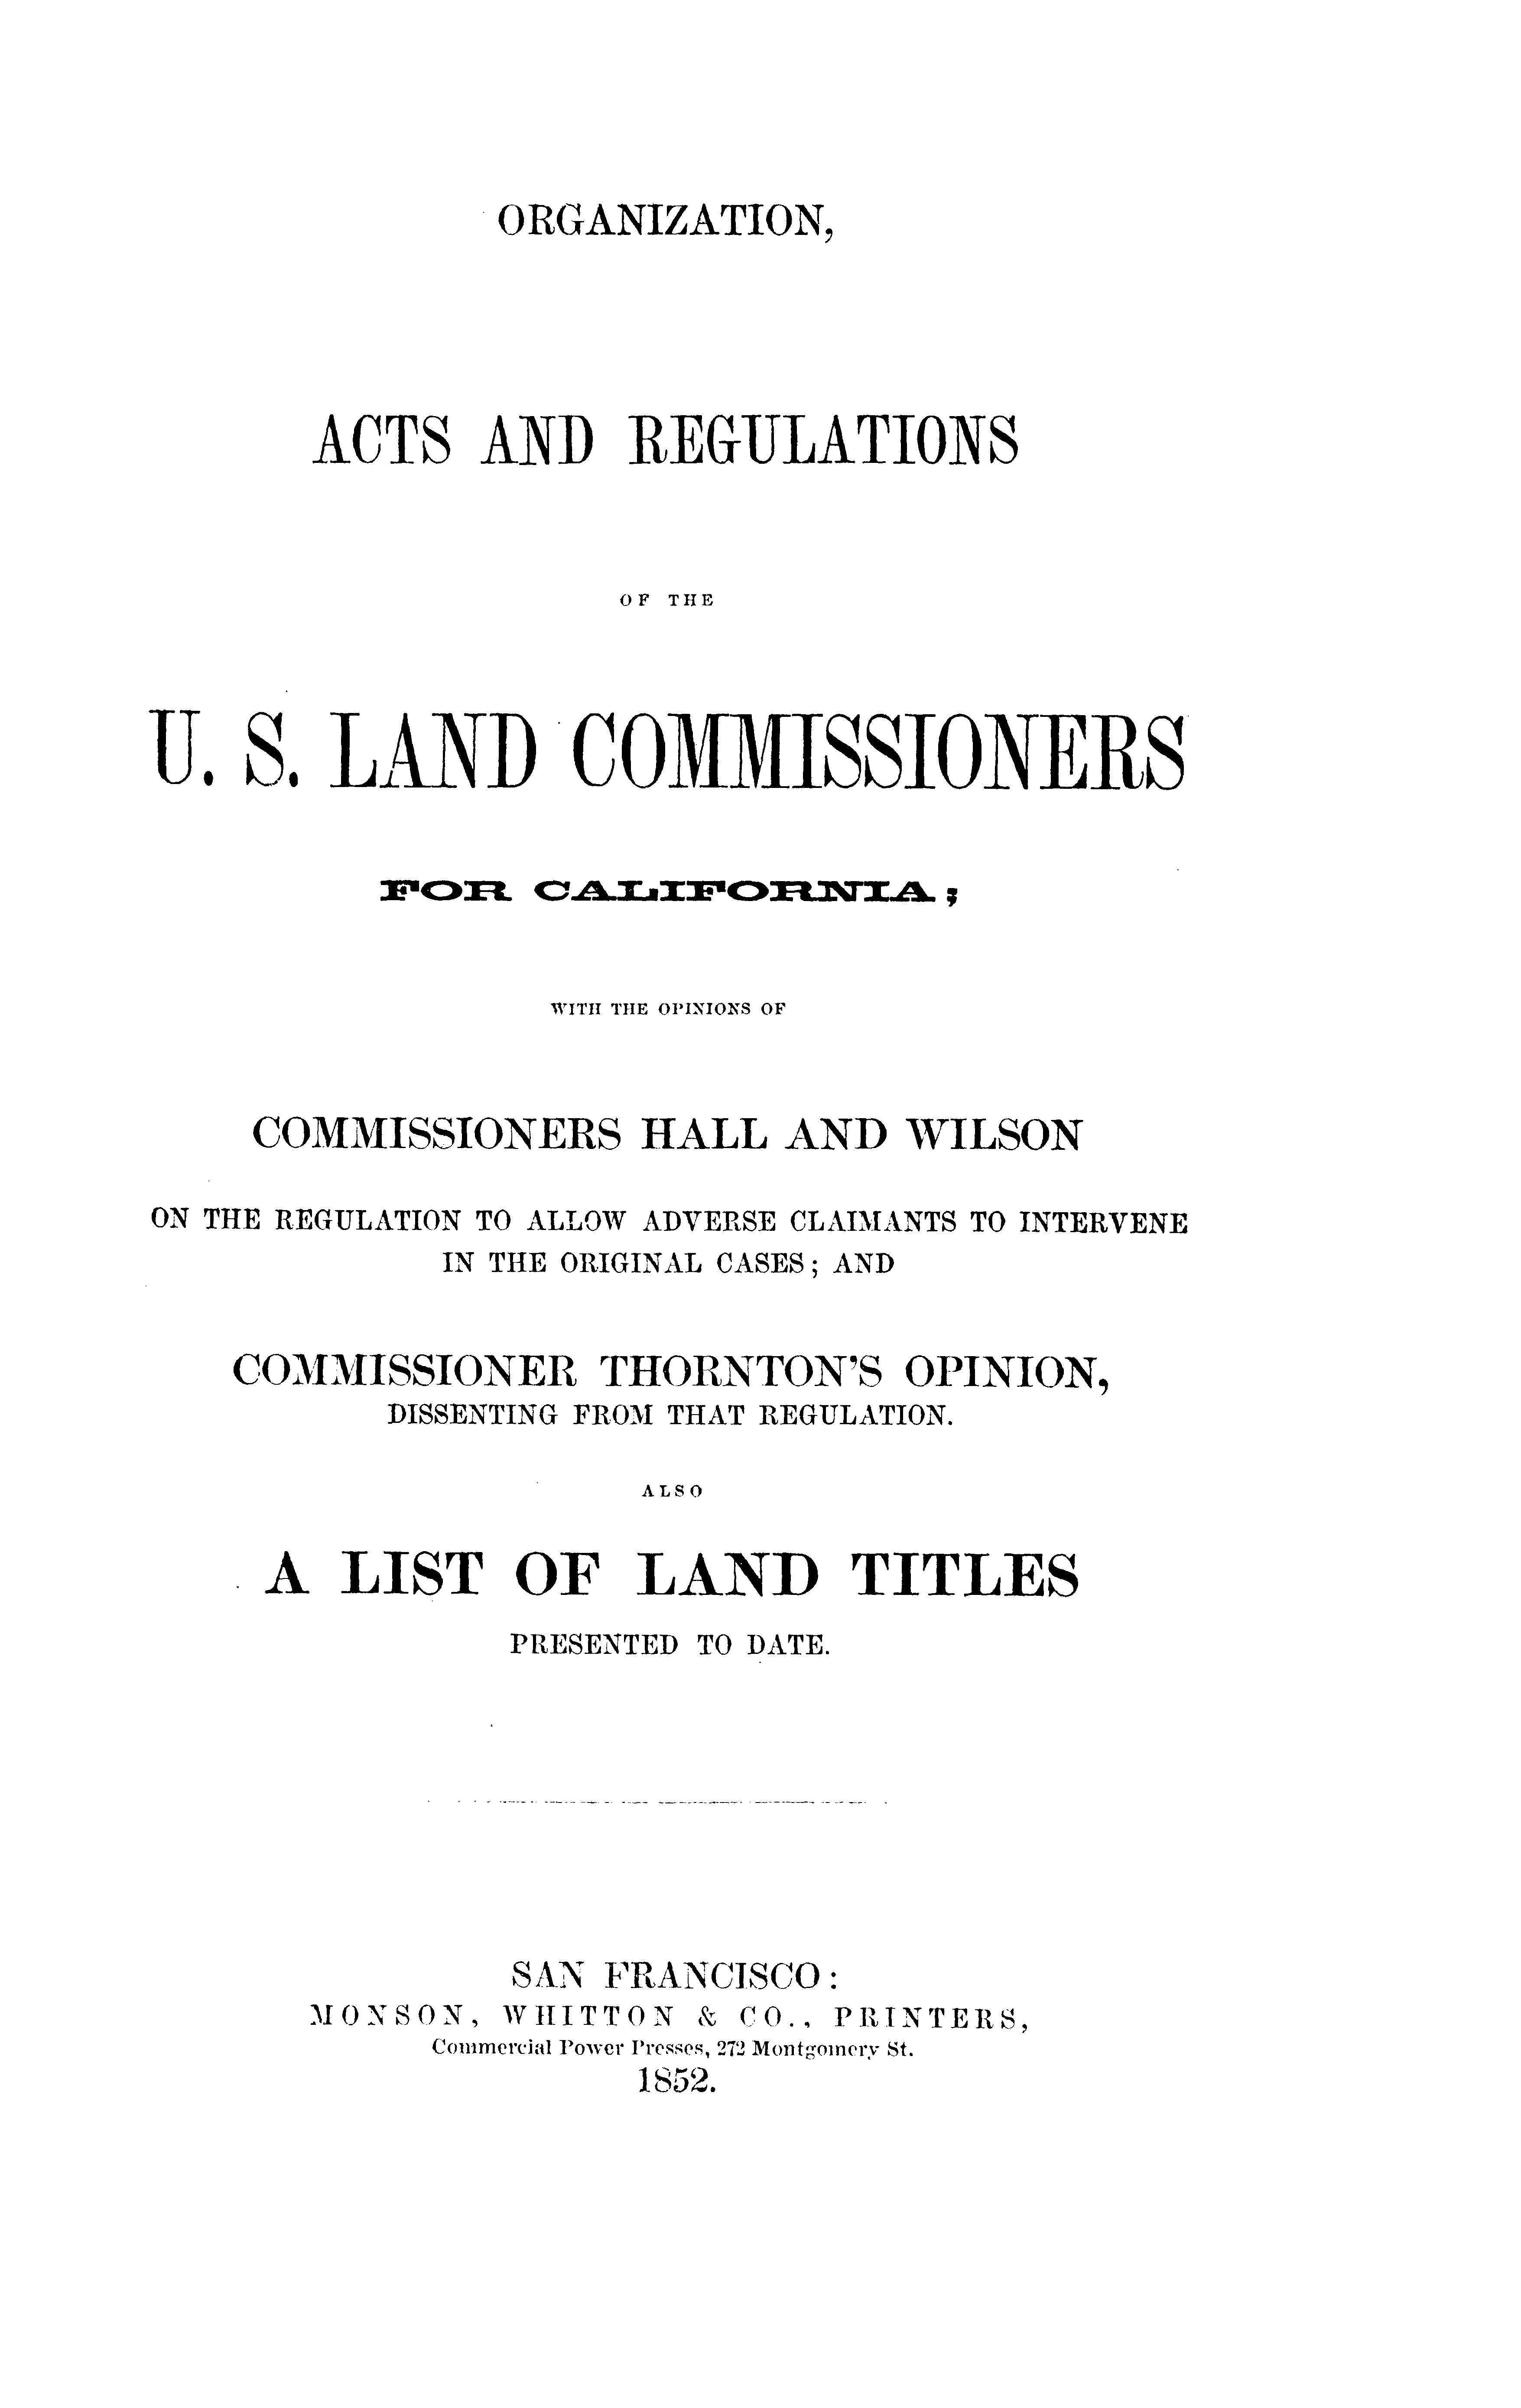 ORGANIZATION,
ACTS AND REGULATIONS
OF THE
U. S. LAND COMMISSIONERS
FOR CALIFORNIA;
WITH THE OPINIONS OF
COMMISSIONERS HALL AND WILSON
ON THE REGULATION TO ALLOW ADVERSE CLAIMANTS TO INTERVENE
IN THE ORIGINAL CASES; AND
COMMISSIONER THORNTON'S OPINION,
DISSENTING FROM THAT REGULATION.
ALSO
A LIST OF LAND TITLES
PRESENTED TO DATE.
SAN FRANCISCO:
MONSON, WHITTON & CO., PRINTERS,
Commercial Power Presses, 272 Montgomery St.
1852.